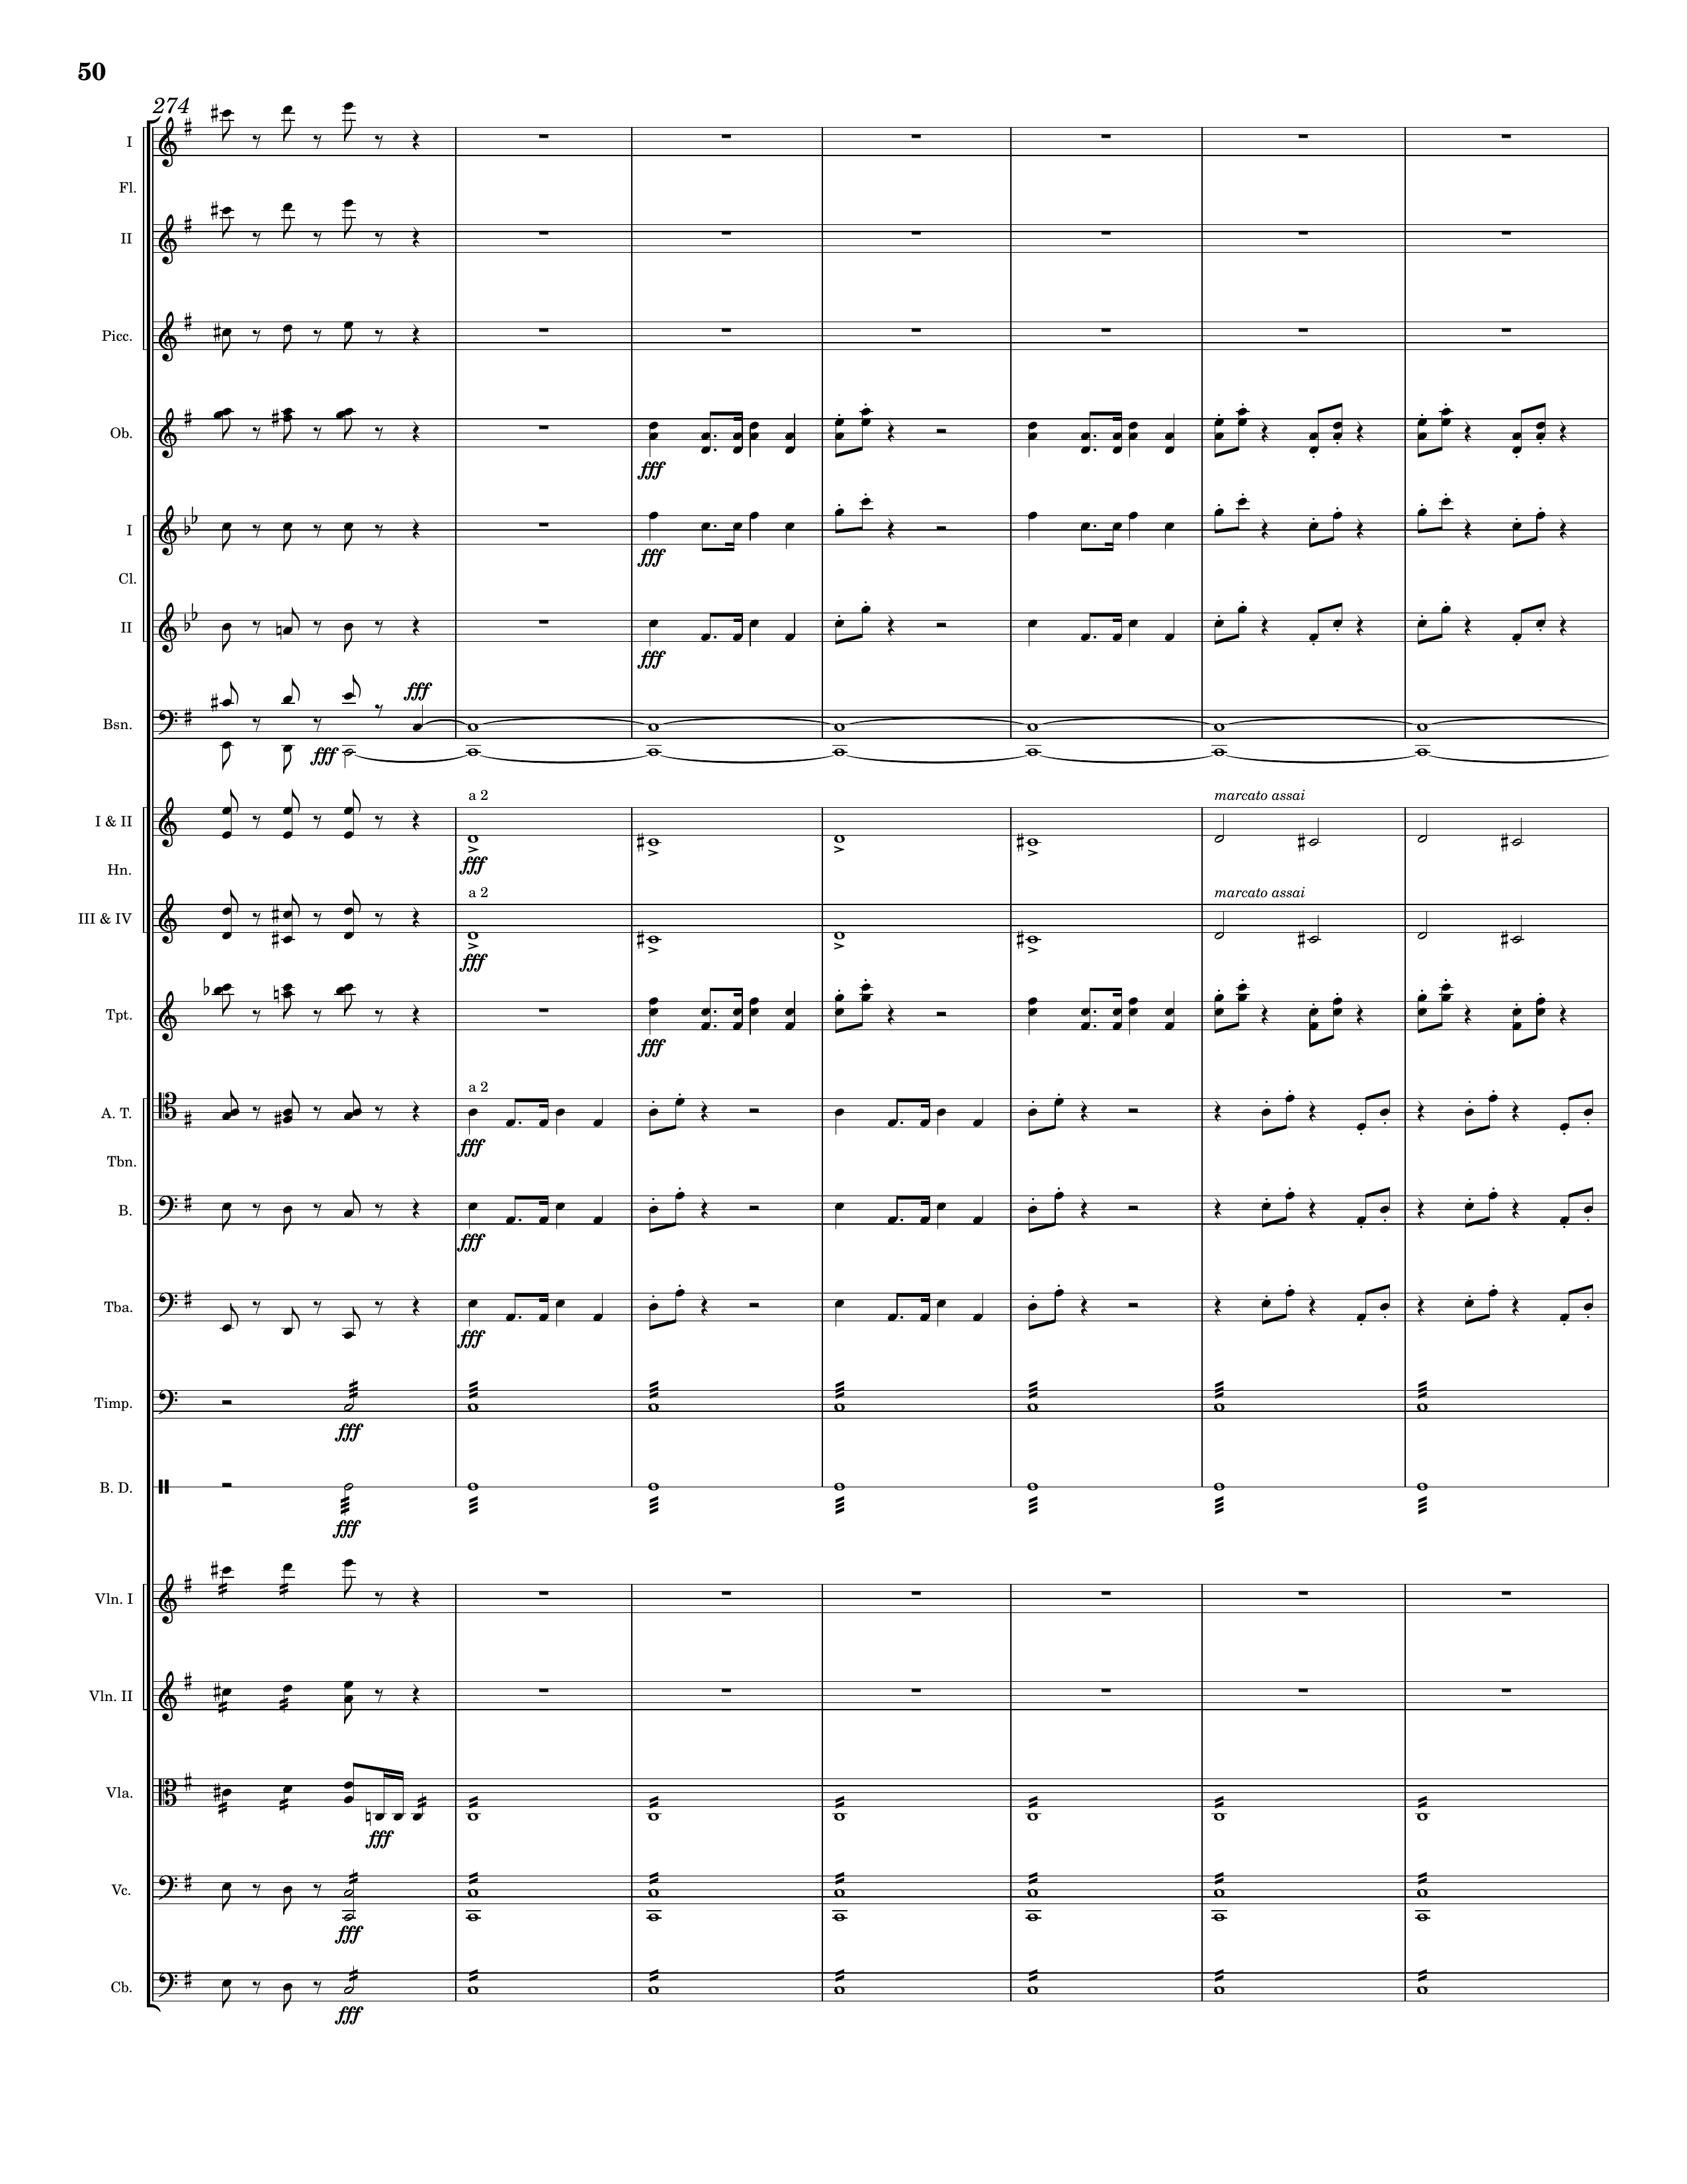 50
274
I
Fl.
II
Picc.
Ob.
fff
I
fff
Cl.
II
fff
fff
Bsn.
fff
a 2 marcato assai
I & II
fff
Hn.
a 2 marcato assai
III & IV
fff
Tpt.
fff
a 2
A. T.
fff
Tbn.
B.
fff
Tba.
fff
Timp.
fff
B. D.
fff
Vln. I
Vln. II
Vla.
fff
Vc.
fff
Cb.
fff